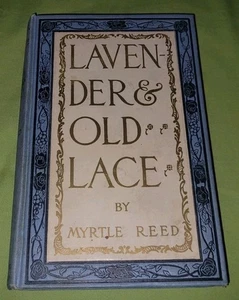 LAVEN-
DER &
OLD
LACE
BY
MYRTLE REED